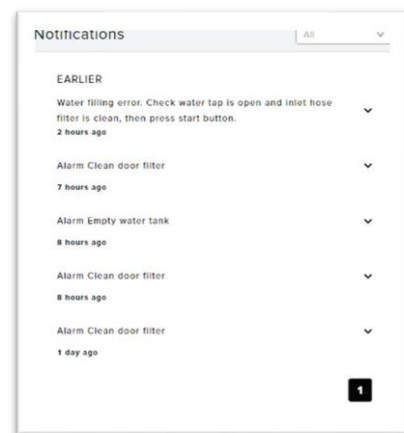 Notifications
All
EARLIER
Water filling error. Check water tap is open and inlet hose
filter is clean, then press start button.
2 hours ago
Alarm Clean door filter
7 hours ago
Alarm Empty water tank
8 hours ago
Alarm Clean door filter
8 hours ago
Alarm Clean door filter
1 day ago
1